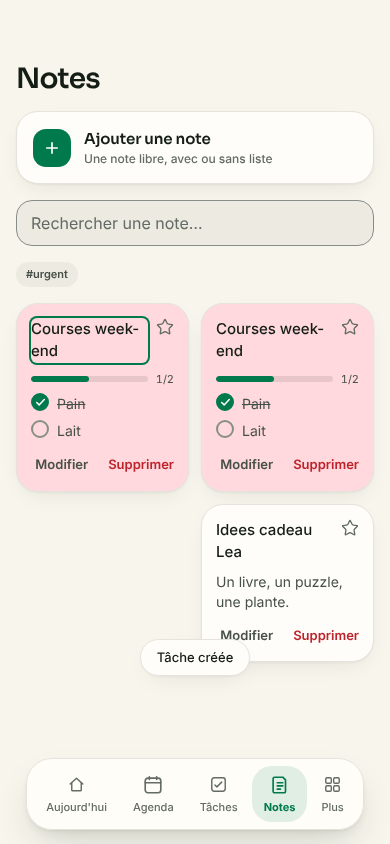 Notes
Ajouter une note
Une note libre, avec ou sans liste
Rechercher une note...
#urgent
Courses week-
end
1/2
Pain
Lait
Modifier Supprimer
Courses week-
end
1/2
Pain
Lait
Modifier Supprimer
Idees cadeau
Lea
Un livre, un puzzle,
une plante.
Modifier Supprimer
Tâche créée
Aujourd'hui Agenda Tâches Notes Plus